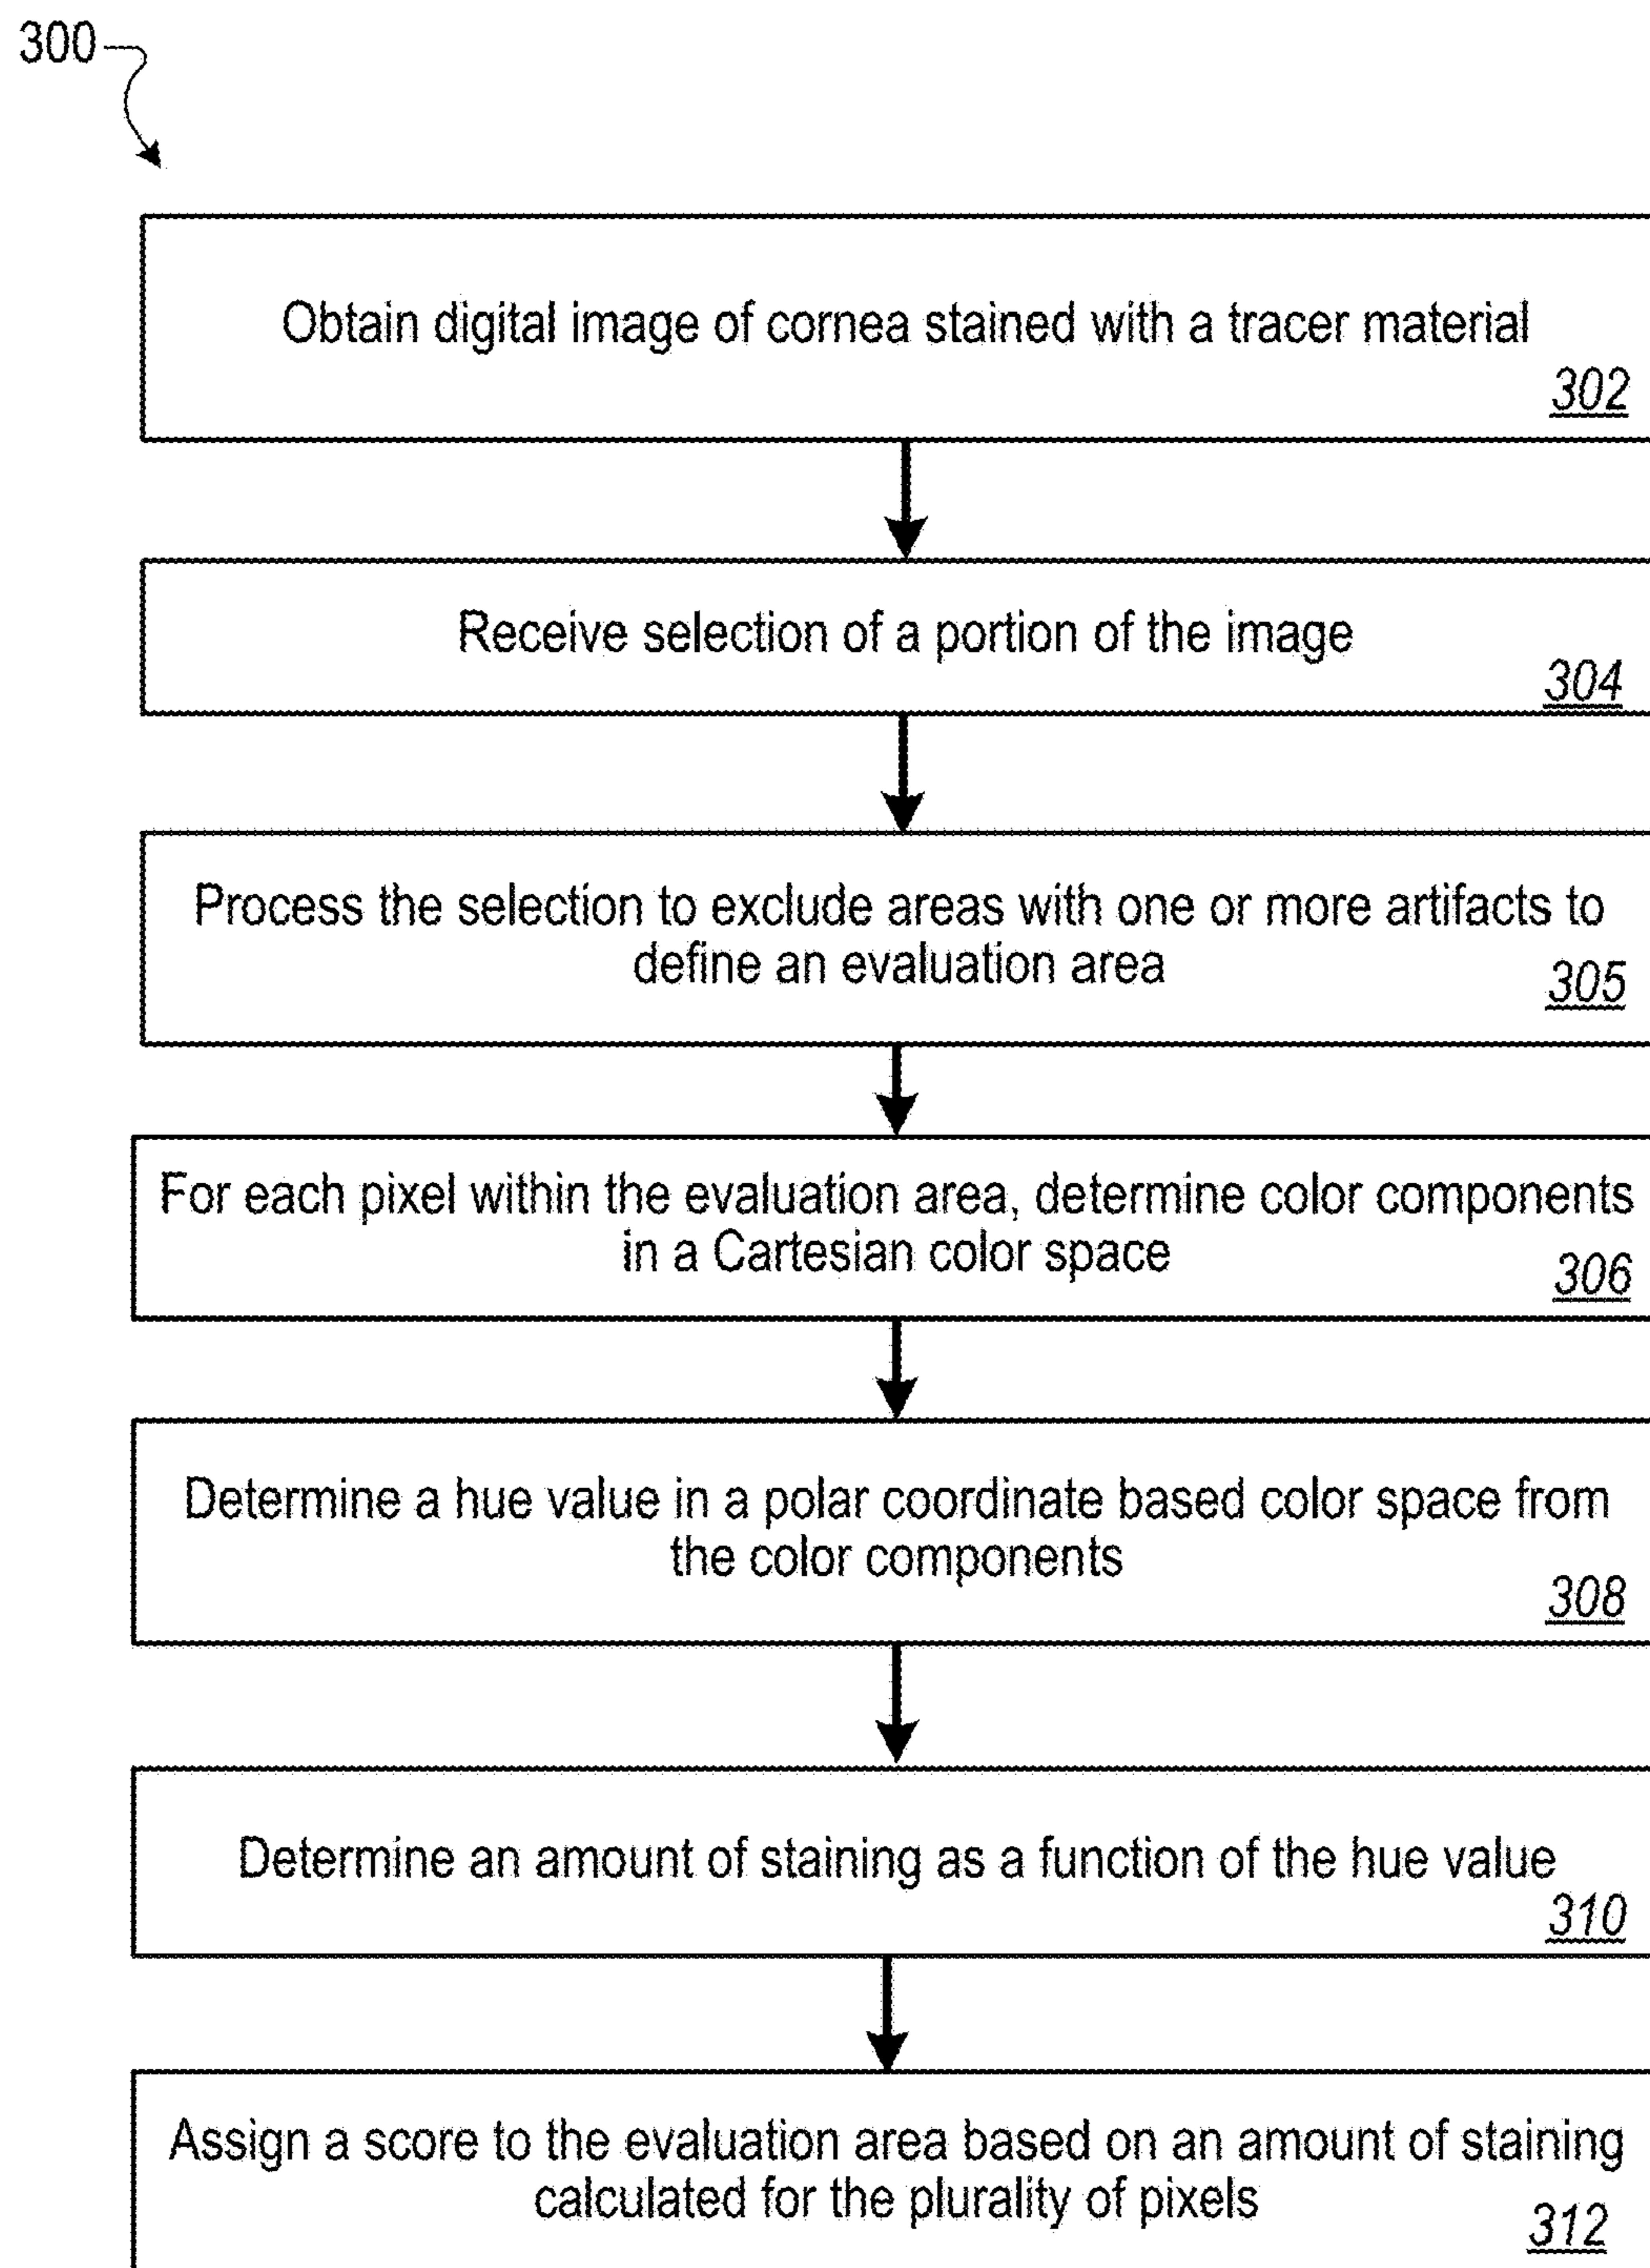 300
Obtain digital image of cornea stained with a tracer material
302
Receive selection of a portion of the image
304
Process the selection to exclude areas with one or more artifacts to
define an evaluation area
305
For each pixel within the evaluation area, determine color components
in a Cartesian color space
306
Determine a hue value in a polar coordinate based color space from
the color components
308
Determine an amount of staining as a function of the hue value
310
Assign a score to the evaluation area based on an amount of staining
calculated for the plurality of pixels
312